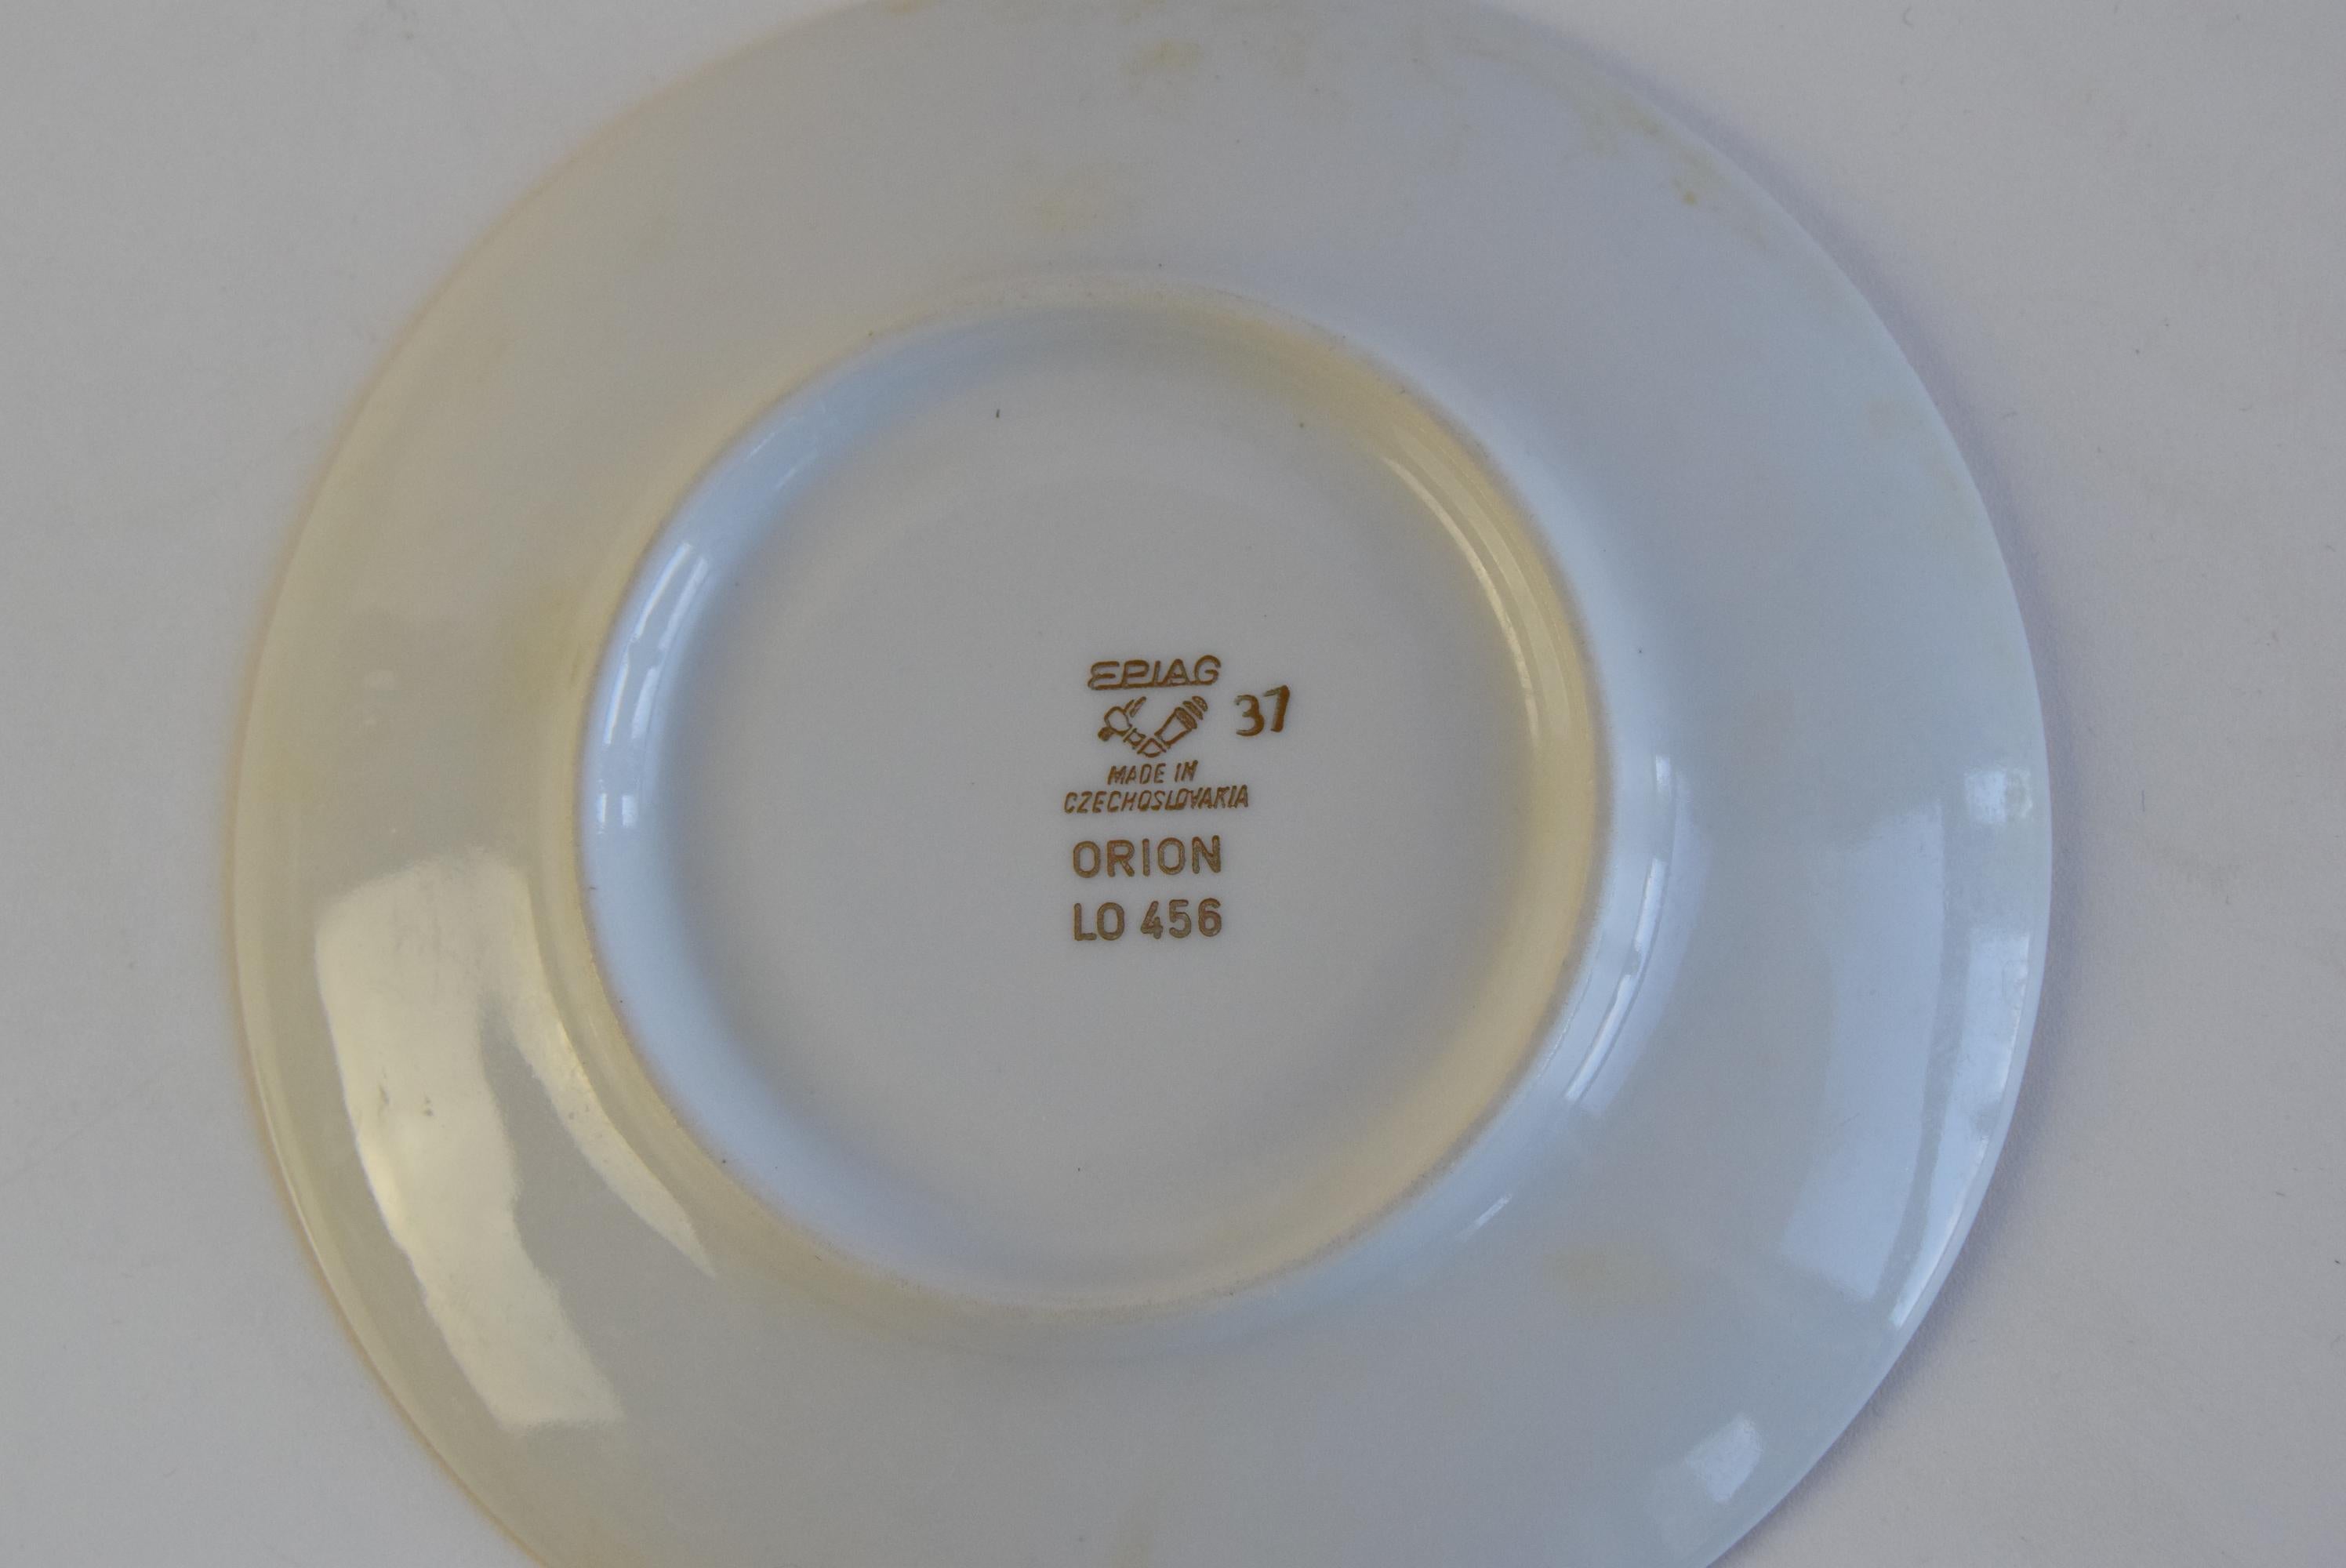 EPIAG
37
MADE IN
CZECHOSLOVAKIA
ORION
LO 456